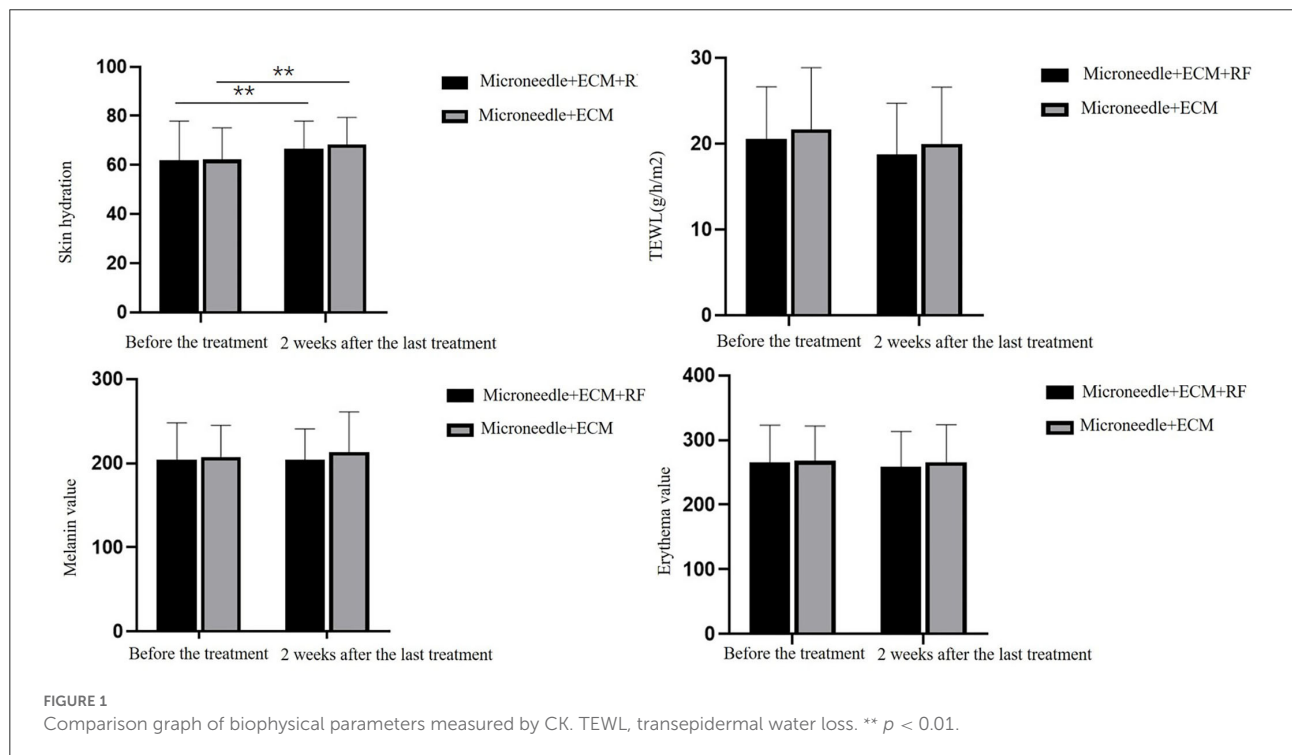 100
80
60
40
20
0
Skin hydration
**
**
Microneedle+ECM+R
Microneedle+ECM
Before the treatment 2 weeks after the last treatment
30
20
10
0
TEWL(g/h/m2)
Microneedle+ECM+RF
Microneedle+ECM
Before the treatment 2 weeks after the last treatment
300
200
100
0
Melanin value
Microneedle+ECM+RF
Microneedle+ECM
Before the treatment 2 weeks after the last treatment
400
300
200
100
0
Erythema value
Microneedle+ECM+RF
Microneedle+ECM
Before the treatment 2 weeks after the last treatment
FIGURE 1
Comparison graph of biophysical parameters measured by CK. TEWL, transepidermal water loss. ** p < 0.01.